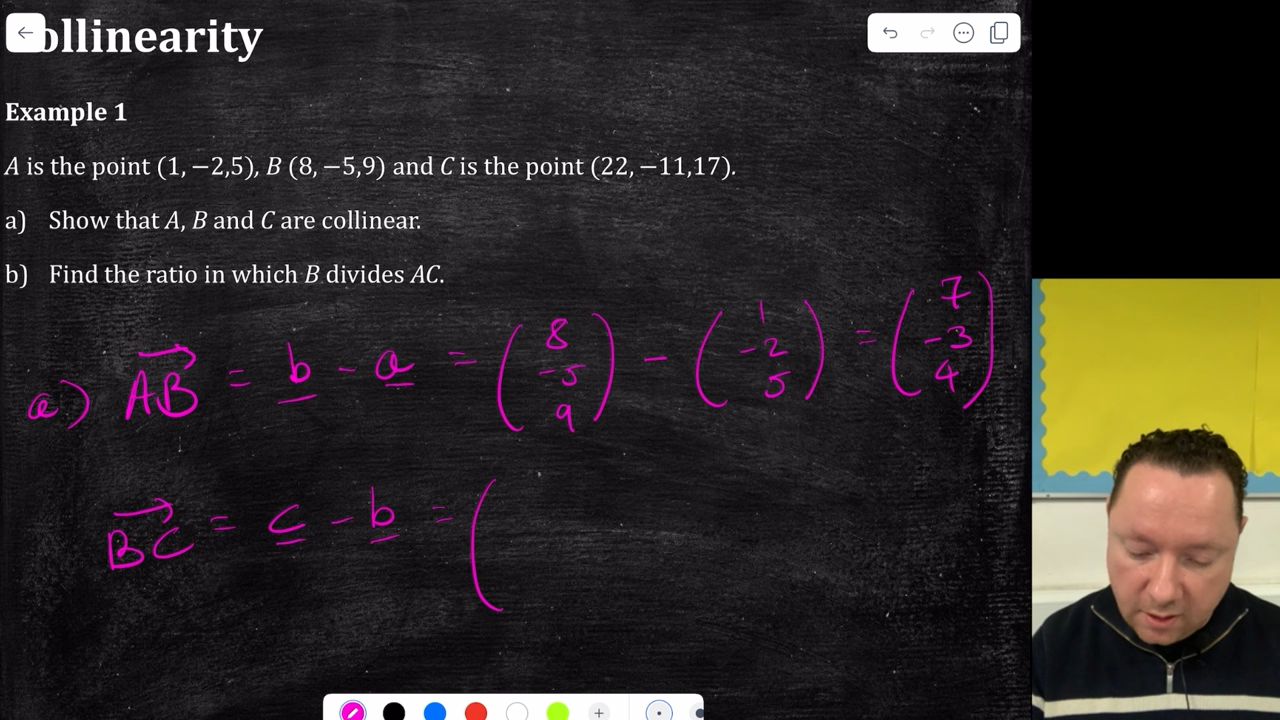 ollinearity
Example 1
A is the point (1, −2,5), B (8, −5,9) and C is the point (22, −11,17).
a) Show that A, B and C are collinear.
b) Find the ratio in which B divides AC.
a) AB = b - a = ( 8 -5 9 ) - ( 1 -2 5 ) = ( 7 -3 4 )
BC = c - b = (